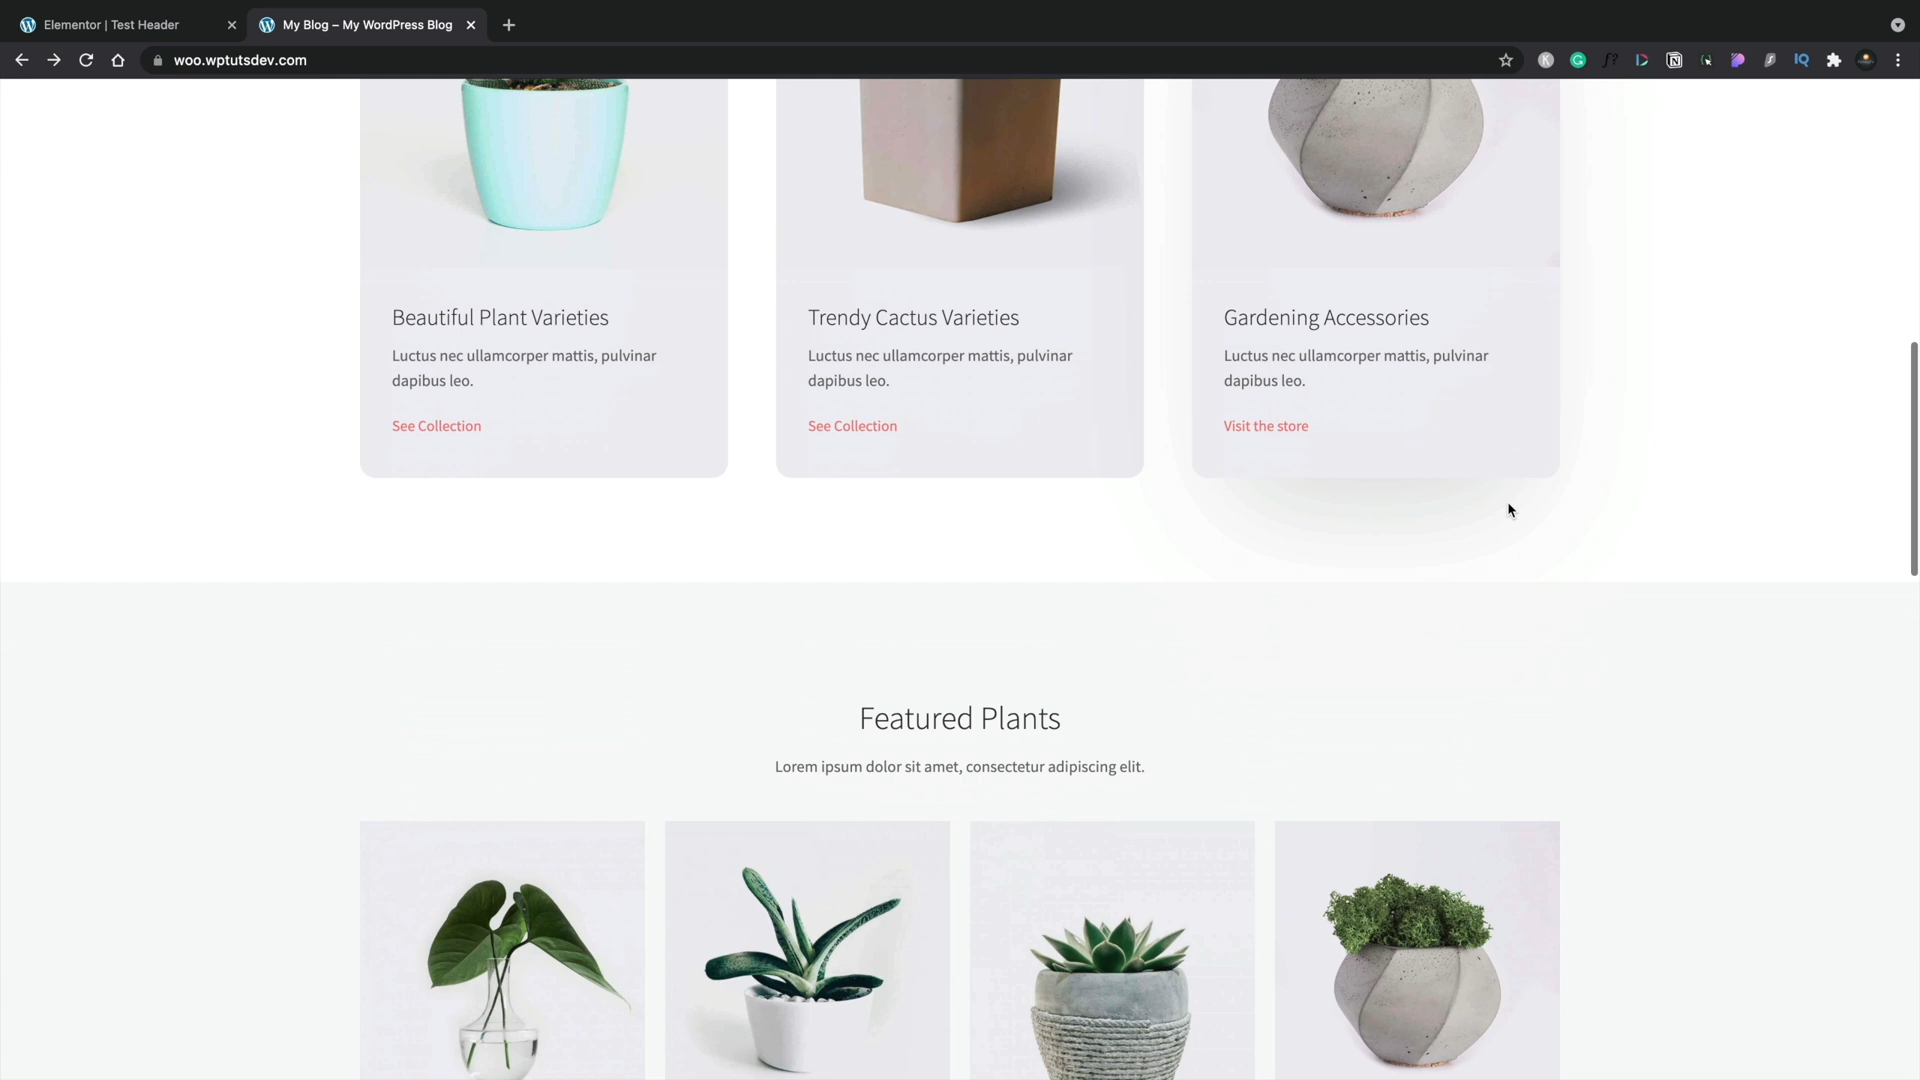 Elementor | Test Header
My Blog – My WordPress Blog
woo.wptutsdev.com
Beautiful Plant Varieties
Luctus nec ullamcorper mattis, pulvinar
dapibus leo.
See Collection
Trendy Cactus Varieties
Luctus nec ullamcorper mattis, pulvinar
dapibus leo.
See Collection
Gardening Accessories
Luctus nec ullamcorper mattis, pulvinar
dapibus leo.
Visit the store
Featured Plants
Lorem ipsum dolor sit amet, consectetur adipiscing elit.